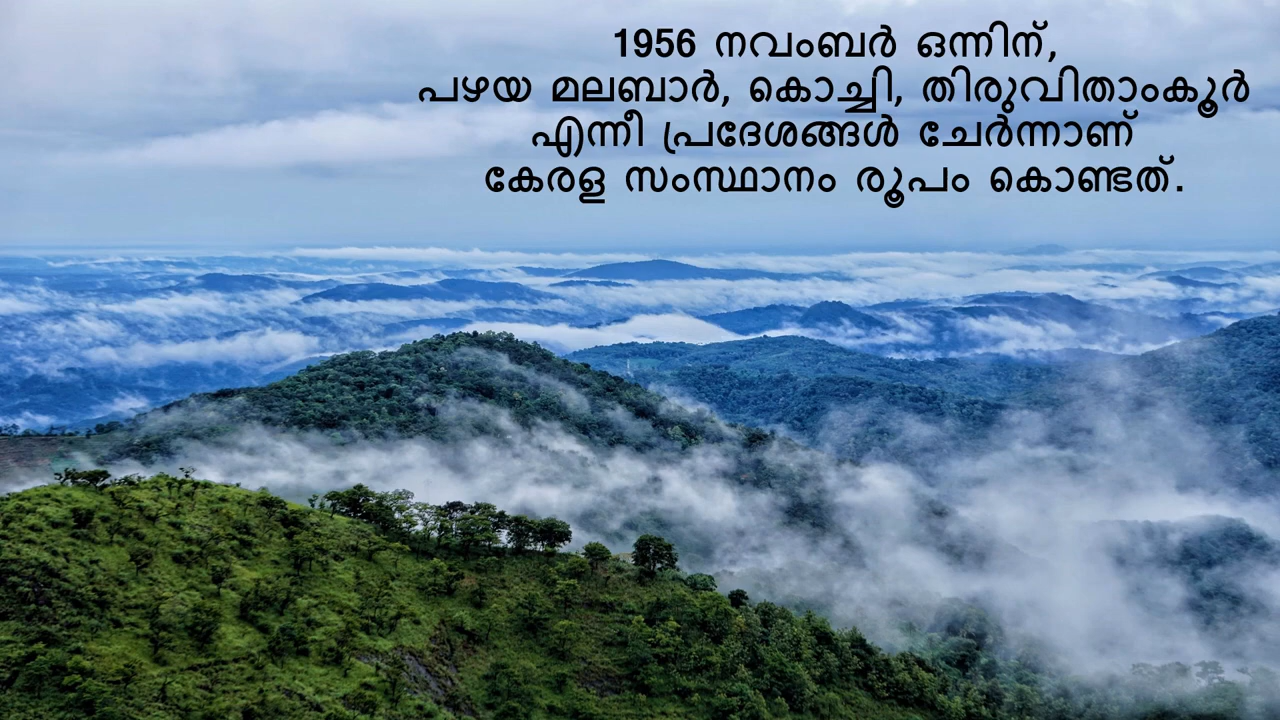 1956 നവംബർ ഒന്നിന്,
പഴയ മലബാർ, കൊച്ചി, തിരുവിതാംകൂർ
എന്നീ പ്രദേശങ്ങൾ ചേർന്നാണ്
കേരള സംസ്ഥാനം രൂപം കൊണ്ടത്.